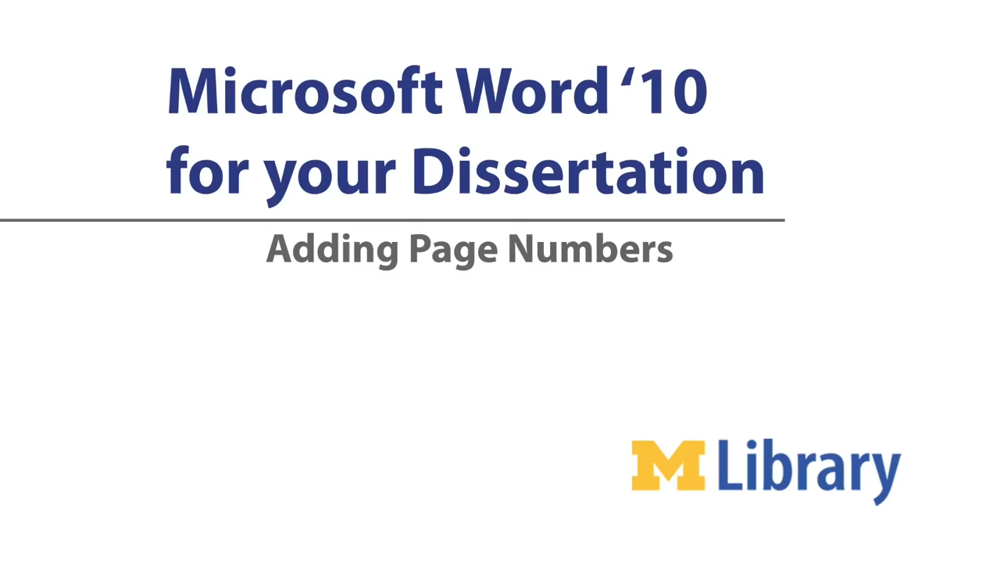 Microsoft Word ‘10
for your Dissertation
Adding Page Numbers
M Library